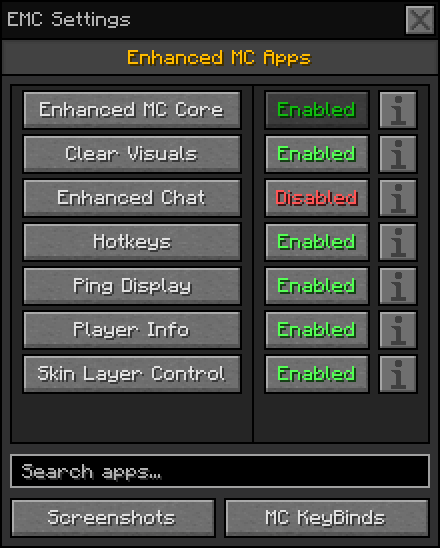 EMC Settings
Enhanced MC Apps
Enhanced MC Core Enabled i
Clear Visuals Enabled i
Enhanced Chat Disabled i
Hotkeys Enabled i
Ping Display Enabled i
Player Info Enabled i
Skin Layer Control Enabled i
Search apps...
Screenshots MC KeyBinds